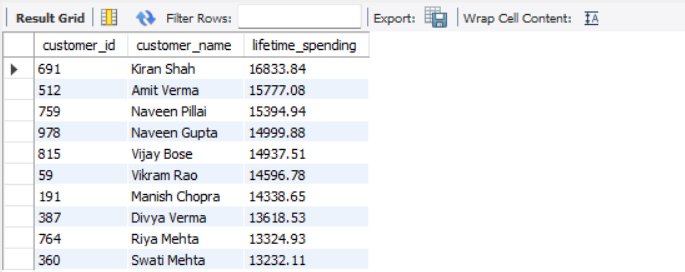 Result Grid Filter Rows: Export: Wrap Cell Content: IA
customer_id customer_name lifetime_spending
691 Kiran Shah 16833.84
512 Amit Verma 15777.08
759 Naveen Pillai 15394.94
978 Naveen Gupta 14999.88
815 Vijay Bose 14937.51
59 Vikram Rao 14596.78
191 Manish Chopra 14338.65
387 Divya Verma 13618.53
764 Riya Mehta 13324.93
360 Swati Mehta 13232.11